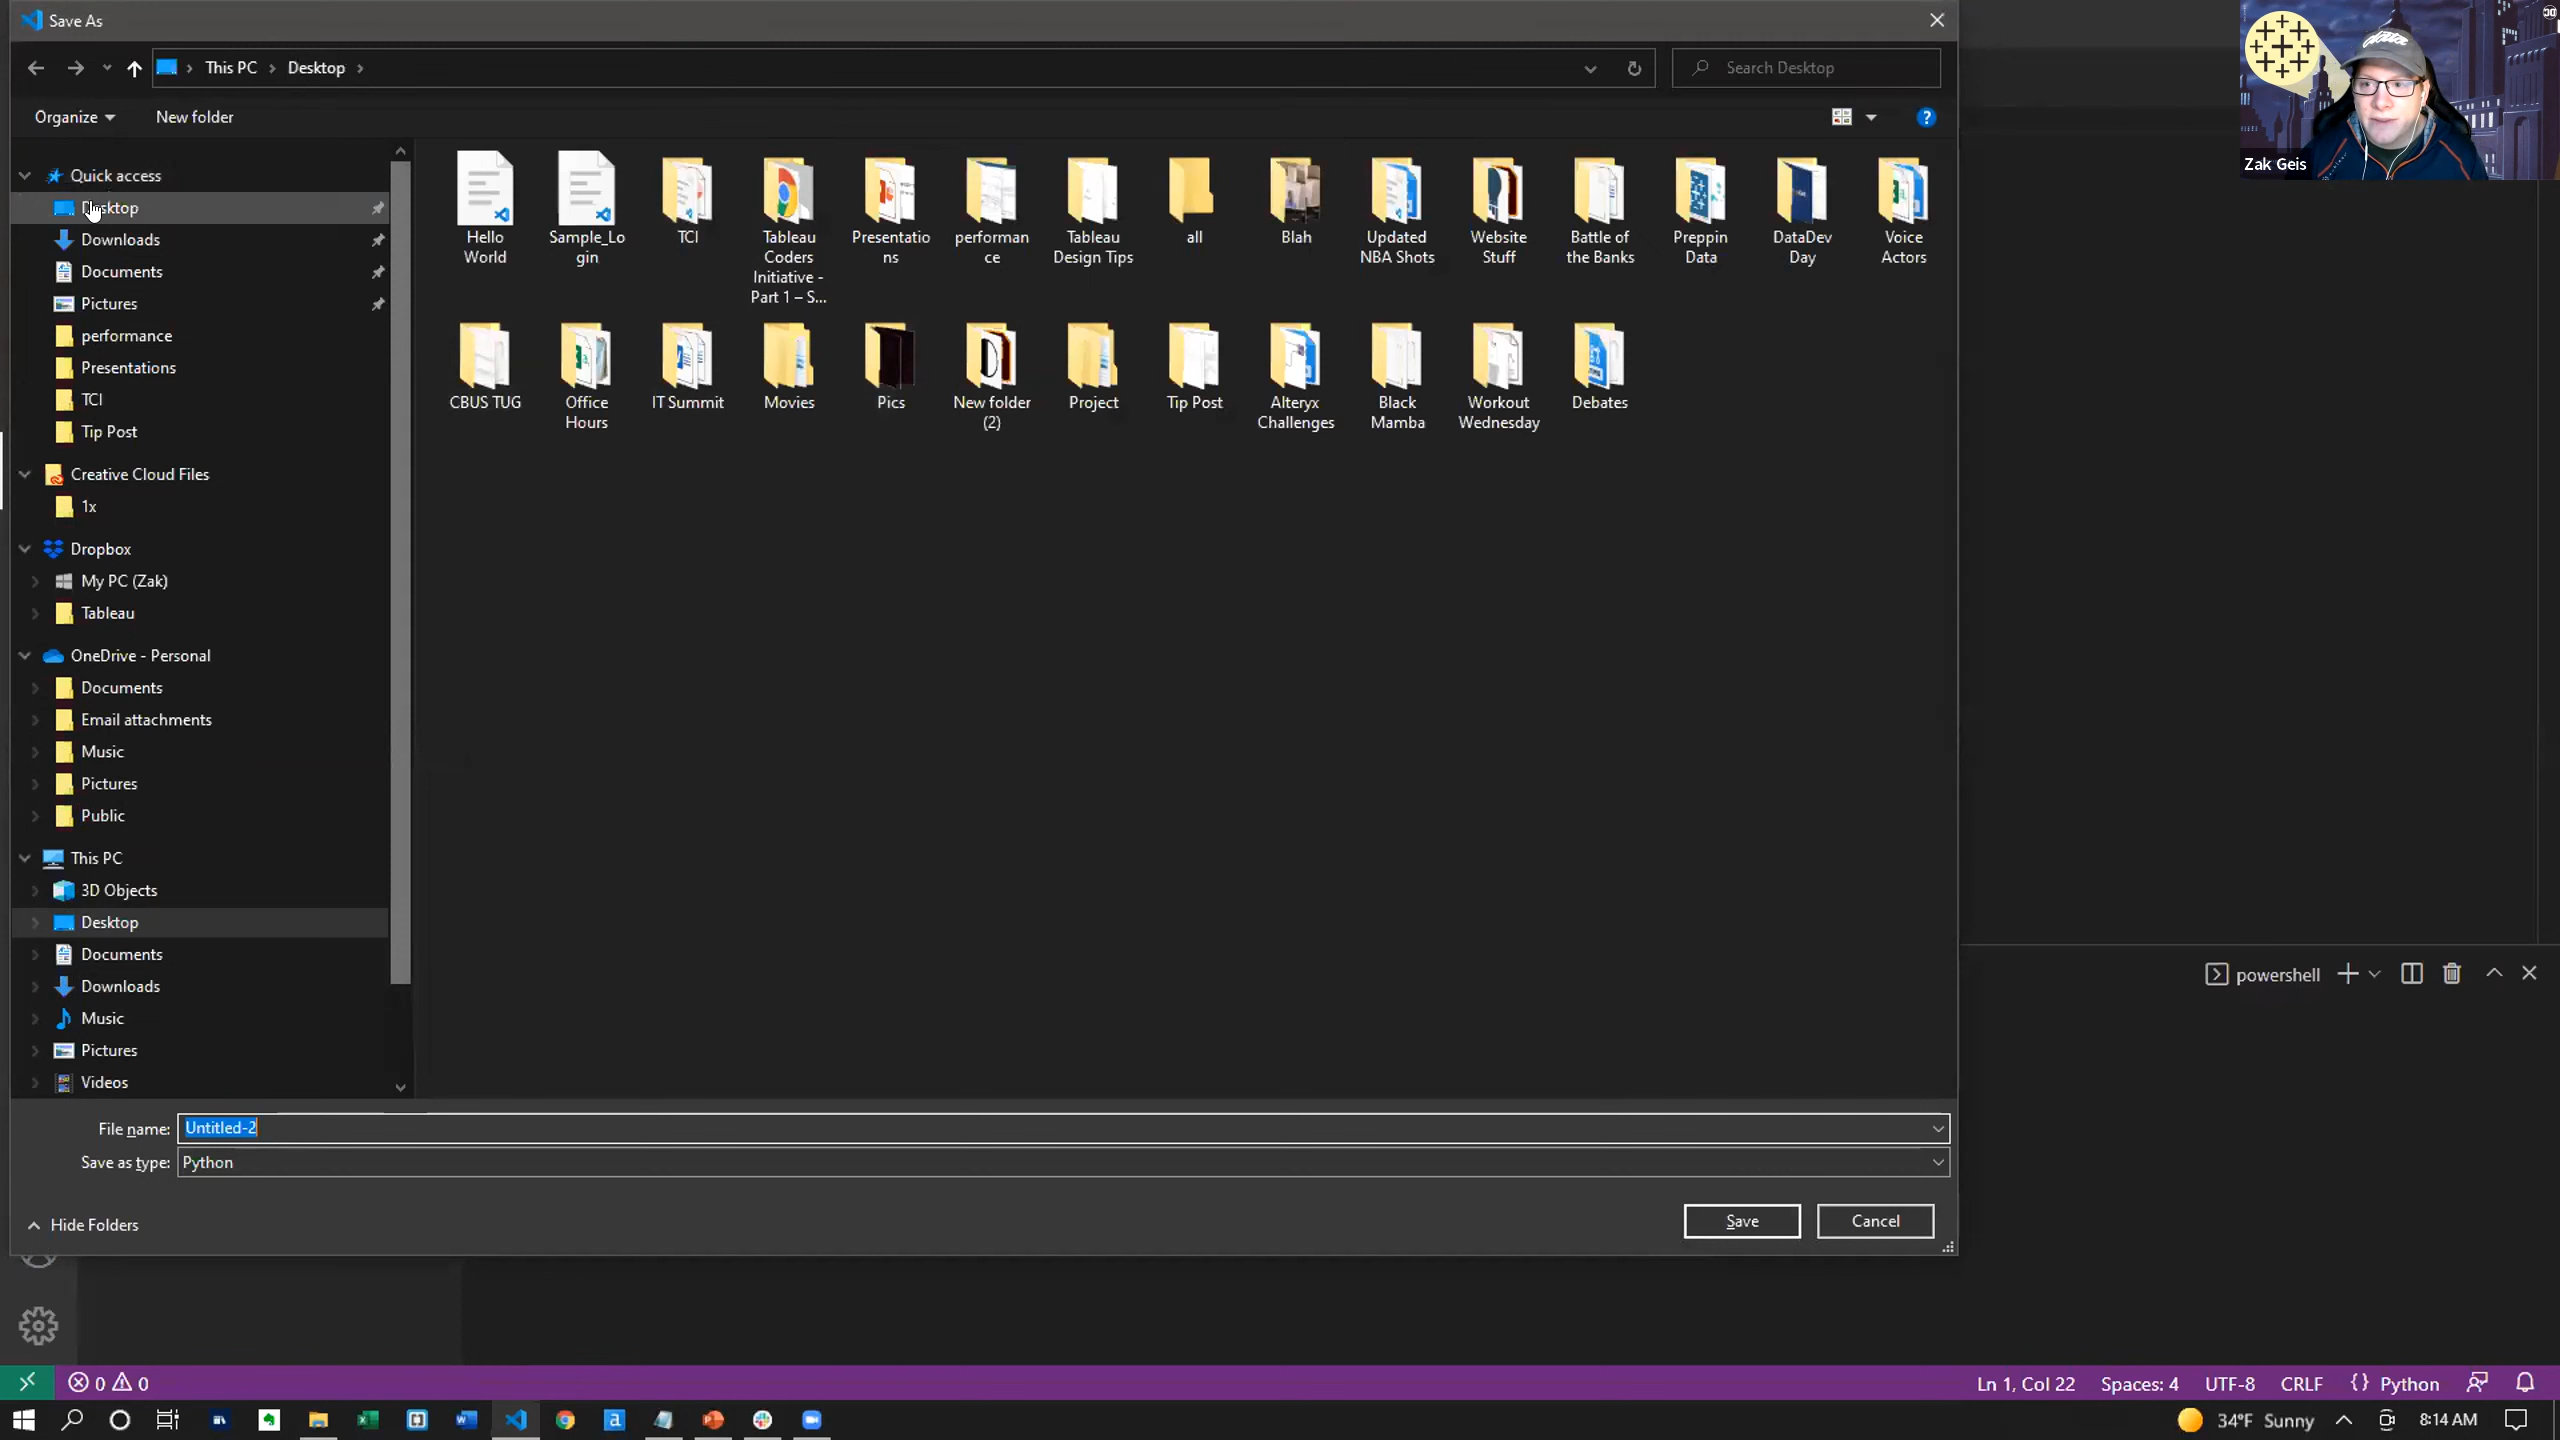 Save As
This PC
Desktop
Search Desktop
Organize
New folder
Zak Geis
Quick access
Desktop
Downloads
Documents
Pictures
performance
Presentations
TCI
Tip Post
Creative Cloud Files
1x
Dropbox
My PC (Zak)
Tableau
OneDrive - Personal
Documents
Email attachments
Music
Pictures
Public
This PC
3D Objects
Desktop
Documents
Downloads
Music
Pictures
Videos
Hello
World
Sample_Lo
gin
TCI
Tableau
Coders
Initiative -
Part 1 – S...
Presentatio
ns
performan
ce
Tableau
Design Tips
all
Blah
Updated
NBA Shots
Website
Stuff
Battle of
the Banks
Preppin
Data
DataDev
Day
Voice
Actors
CBUS TUG
Office
Hours
IT Summit
Movies
Pics
New folder
(2)
Project
Tip Post
Alteryx
Challenges
Black
Mamba
Workout
Wednesday
Debates
powershell
File name: Untitled-2
Save as type: Python
Hide Folders
Save
Cancel
0 0
Ln 1, Col 22
Spaces: 4
UTF-8
CRLF
{} Python
34°F Sunny
8:14 AM